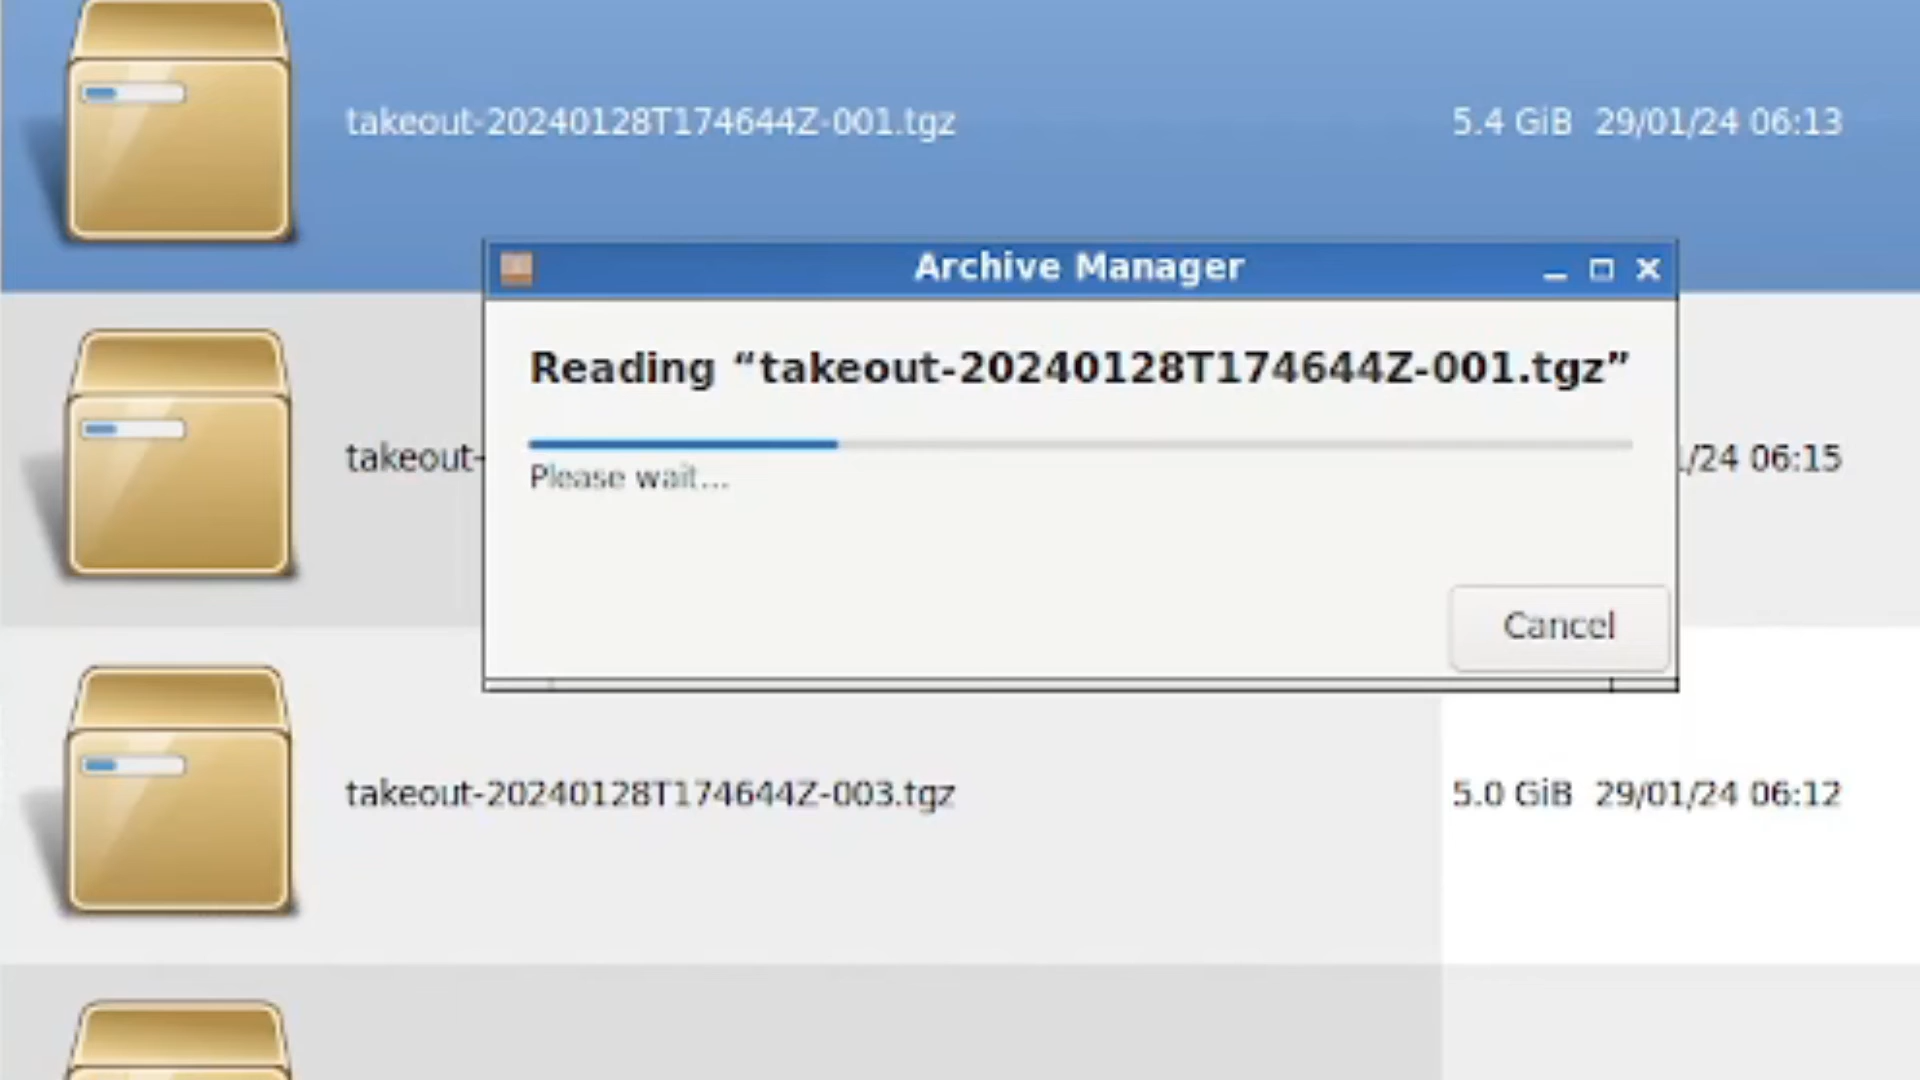 takeout-20240128T174644Z-001.tgz 5.4 GiB 29/01/24 06:13
Archive Manager
Reading “takeout-20240128T174644Z-001.tgz”
Please wait...
takeout- /24 06:15
Cancel
takeout-20240128T174644Z-003.tgz 5.0 GiB 29/01/24 06:12